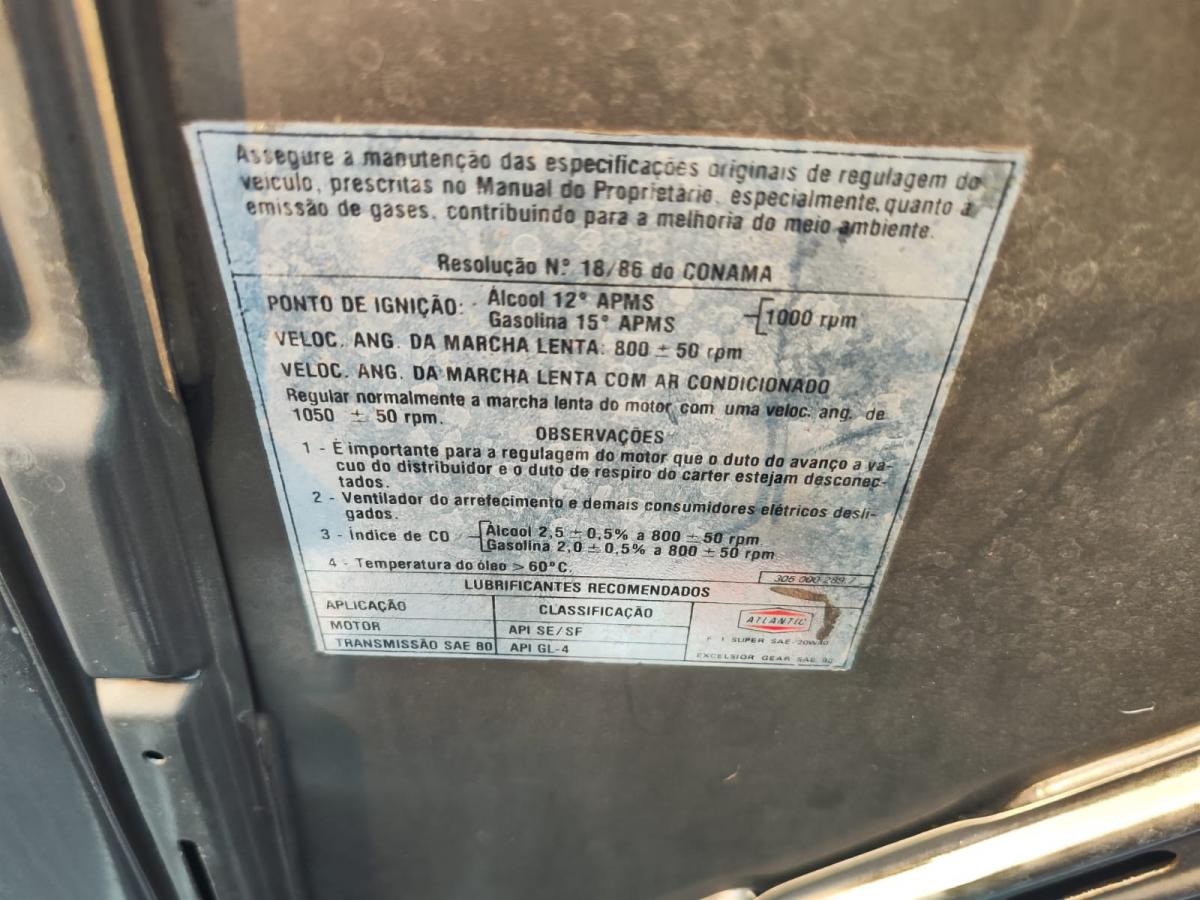 Assegure a manutenção das especificações originais de regulagem do
veículo, prescritas no Manual do Proprietário, especialmente, quanto a
emissão de gases, contribuindo para a melhoria do meio ambiente.
Resolução N.º 18/86 do CONAMA
PONTO DE IGNIÇÃO: Álcool 12º APMS
Gasolina 15º APMS
1000 rpm
VELOC. ANG. DA MARCHA LENTA: 800 ± 50 rpm
VELOC. ANG. DA MARCHA LENTA COM AR CONDICIONADO
Regular normalmente a marcha lenta do motor com uma veloc. ang. de
1050 ± 50 rpm.
OBSERVAÇÕES
1 - É importante para a regulagem do motor que o duto do avanço a vá-
cuo do distribuidor e o duto de respiro do carter estejam desconec-
tados.
2 - Ventilador do arrefecimento e demais consumidores elétricos desli-
gados.
3 - Índice de CO Álcool 2,5 ± 0,5% a 800 ± 50 rpm
Gasolina 2,0 ± 0,5% a 800 ± 50 rpm
4 - Temperatura do óleo > 60ºC.
306 000 289.7
LUBRIFICANTES RECOMENDADOS
APLICAÇÃO CLASSIFICAÇÃO
MOTOR API SE/SF
TRANSMISSÃO SAE 80 API GL-4
ATLANTIC
SUPER SAE-20W40
EXCELSIOR GEAR SAE